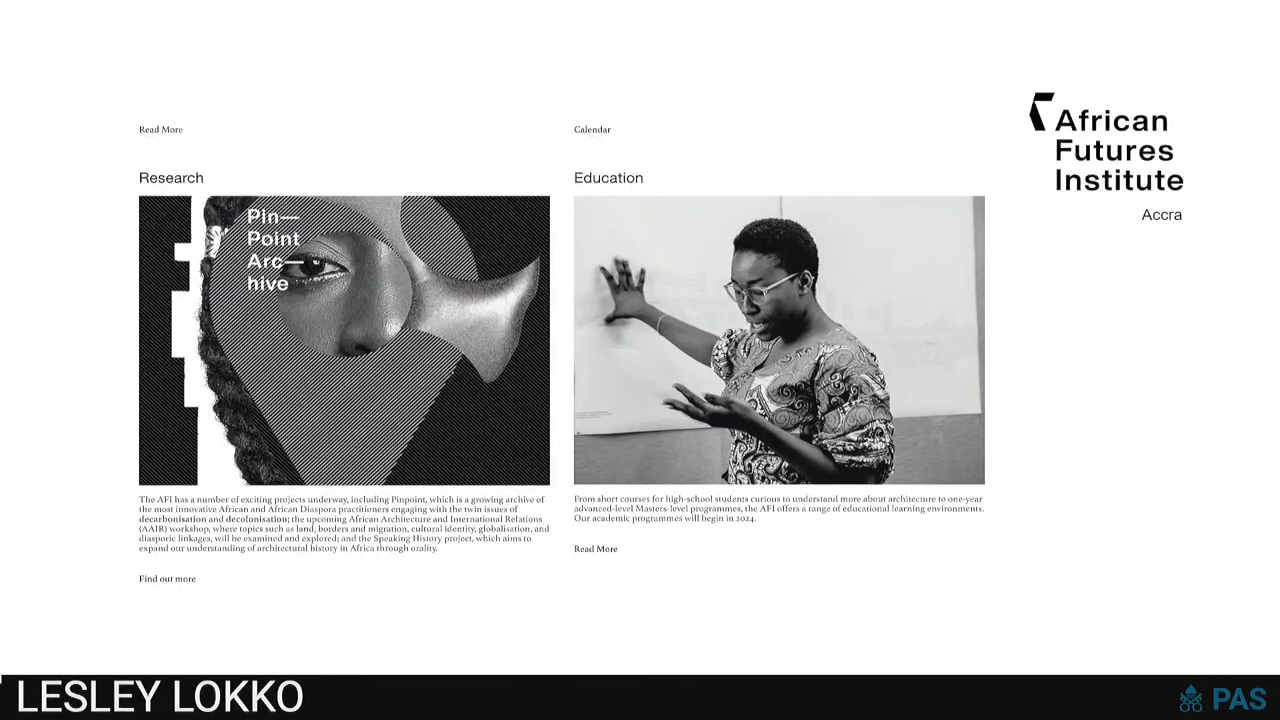 Read More
Calendar
African
Futures
Institute
Accra
Research
Education
Pin—
Point
Arc—
hive
The AFI has a number of exciting projects underway, including Pinpoint, which is a growing archive of
the most innovative African and African Diaspora practitioners engaging with the twin issues of
decarbonisation and decolonisation; the upcoming African Architecture and International Relations
(AAIR) workshop, where topics such as land, borders and migration, cultural identity, globalisation, and
diasporic linkages, will be examined and explored; and the Speaking History project, which aims to
expand our understanding of architectural history in Africa through orality.
Find out more
From short courses for high-school students curious to understand more about architecture to one-year
advanced-level Masters-level programmes, the AFI offers a range of educational learning environments.
Our academic programmes will begin in 2024.
Read More
LESLEY LOKKO
PAS